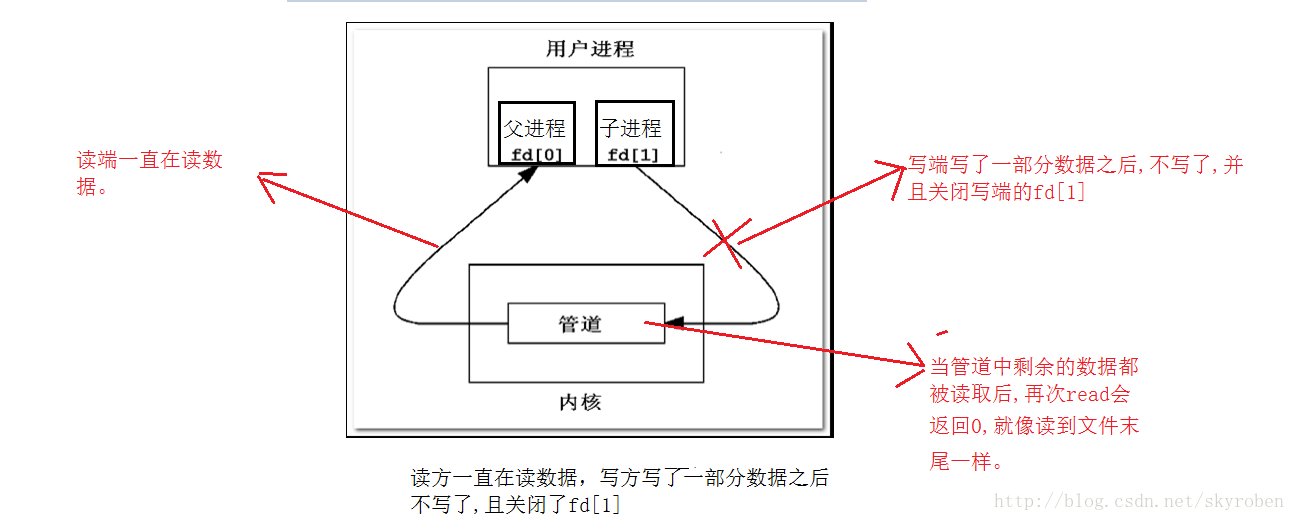 用户进程
父进程
fd[0]
子进程
fd[1]
读端一直在读数
据。
写端写了一部分数据之后,不写了,并
且关闭写端的fd[1]
管道
内核
当管道中剩余的数据都
被读取后,再次read会
返回0,就像读到文件末
尾一样。
读方一直在读数据，写方写了一部分数据之后
不写了,且关闭了fd[1]
http://blog.csdn.net/skyroben